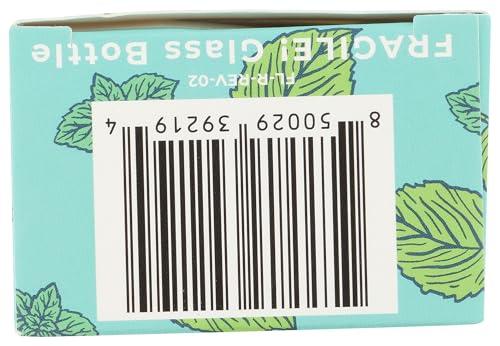 FRAGILE! Glass Bottle
FL-R-REV-02
8 50029 39219 4